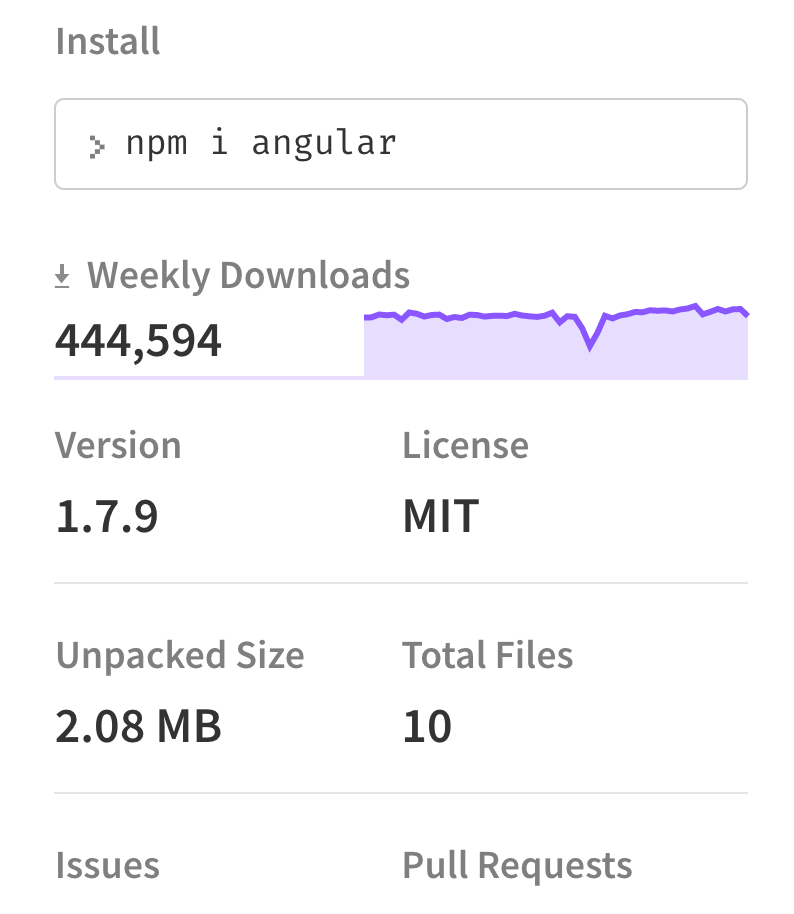 Install
npm i angular
Weekly Downloads
444,594
Version
License
1.7.9
MIT
Unpacked Size
Total Files
2.08 MB
10
Issues
Pull Requests